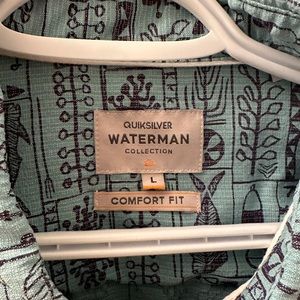 QUIKSILVER
WATERMAN
COLLECTION
L
COMFORT FIT